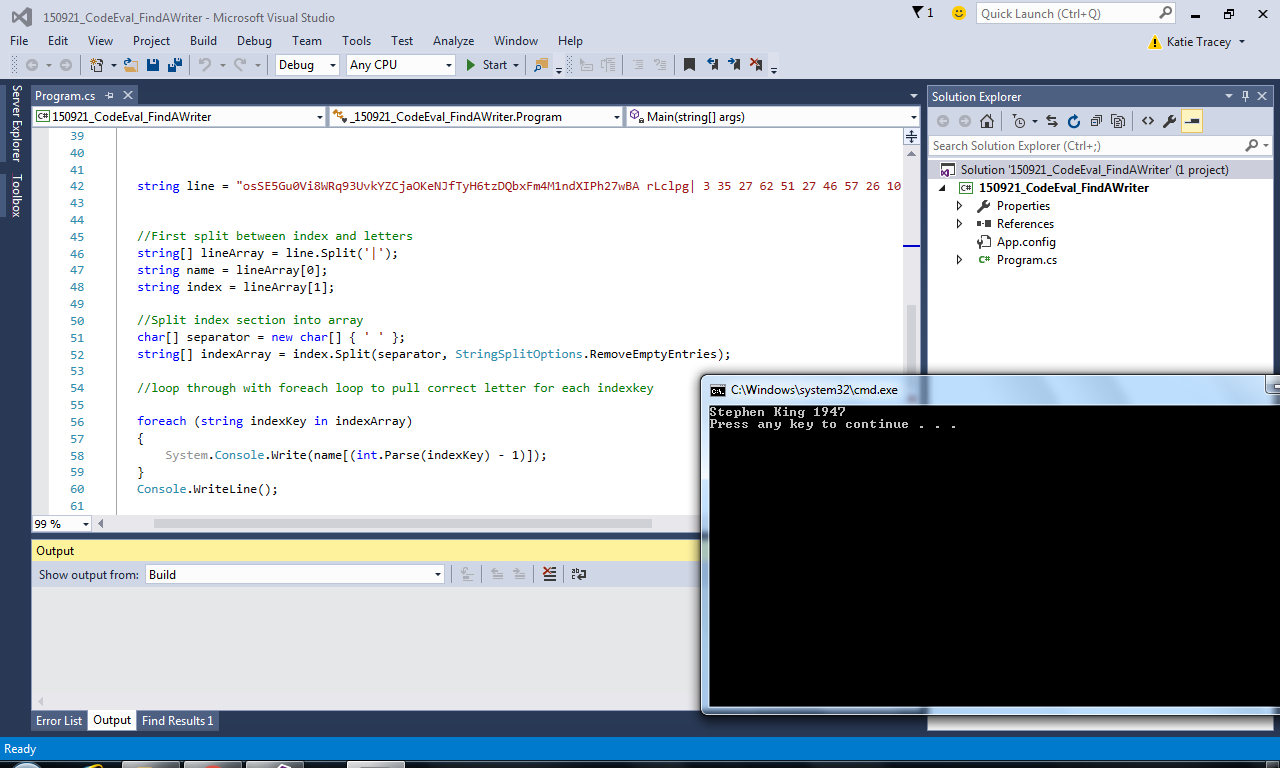 150921_CodeEval_FindAWriter - Microsoft Visual Studio
1
Quick Launch (Ctrl+Q)
File Edit View Project Build Debug Team Tools Test Analyze Window Help
Katie Tracey
Debug Any CPU Start
Server Explorer
Toolbox
Program.cs
150921_CodeEval_FindAWriter _150921_CodeEval_FindAWriter.Program Main(string[] args)
39
40
41
42 string line = "osSE5Gu0Vi8WRq93UvkYZCjaOKeNJfTyH6tzDQbxFm4M1ndXIPh27wBA rLclpg| 3 35 27 62 51 27 46 57 26 10
43
44
45 //First split between index and letters
46 string[] lineArray = line.Split('|');
47 string name = lineArray[0];
48 string index = lineArray[1];
49
50 //Split index section into array
51 char[] separator = new char[] { ' ' };
52 string[] indexArray = index.Split(separator, StringSplitOptions.RemoveEmptyEntries);
53
54 //loop through with foreach loop to pull correct letter for each indexkey
55
56 foreach (string indexKey in indexArray)
57 {
58 System.Console.Write(name[(int.Parse(indexKey) - 1)]);
59 }
60 Console.WriteLine();
61
99 %
Output
Show output from: Build
Error List Output Find Results 1
Ready
Solution Explorer
Search Solution Explorer (Ctrl+;)
Solution '150921_CodeEval_FindAWriter' (1 project)
C# 150921_CodeEval_FindAWriter
Properties
References
App.config
C# Program.cs
C:\Windows\system32\cmd.exe
Stephen King 1947
Press any key to continue . . .